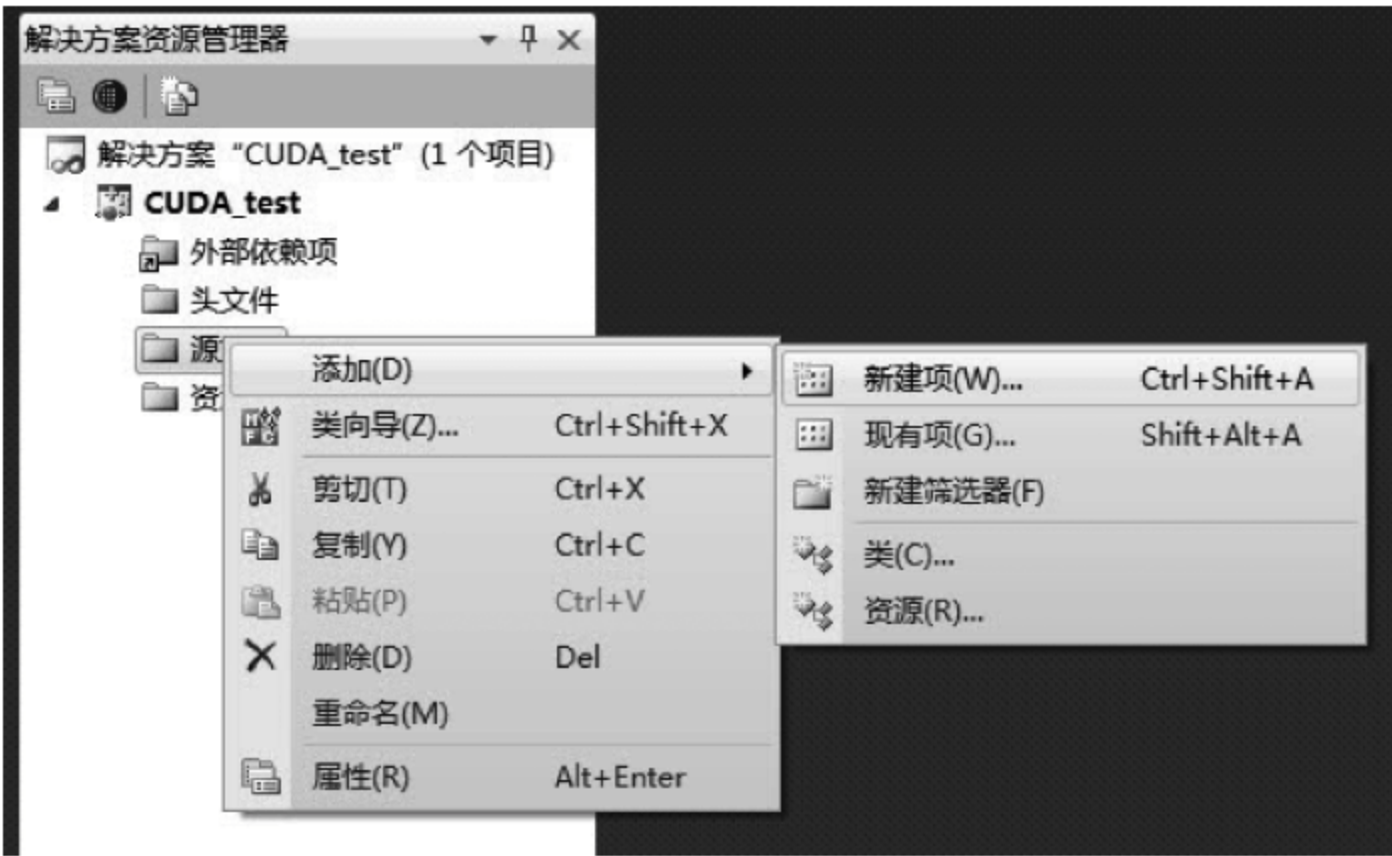 解决方案资源管理器
解决方案“CUDA_test”(1 个项目)
CUDA_test
外部依赖项
头文件
源
资
添加(D)
类向导(Z)... Ctrl+Shift+X
剪切(T) Ctrl+X
复制(Y) Ctrl+C
粘贴(P) Ctrl+V
删除(D) Del
重命名(M)
属性(R) Alt+Enter
新建项(W)... Ctrl+Shift+A
现有项(G)... Shift+Alt+A
新建筛选器(F)
类(C)...
资源(R)...